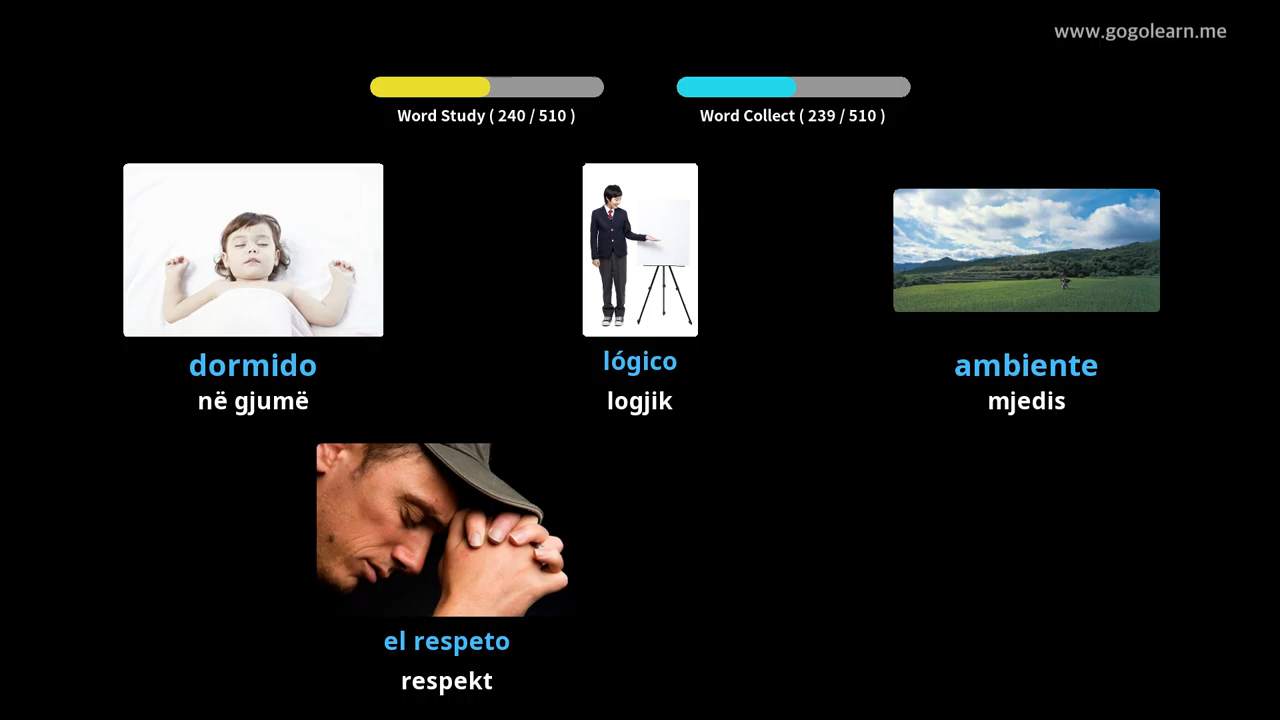 www.gogolearn.me
Word Study ( 240 / 510 )
Word Collect ( 239 / 510 )
dormido
në gjumë
lógico
logjik
ambiente
mjedis
el respeto
respekt